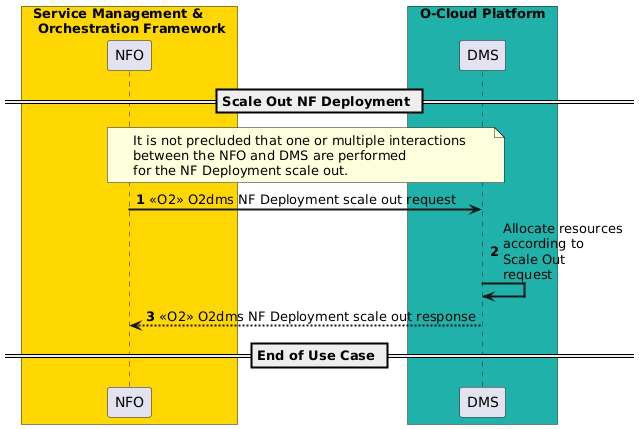 Service Management &
Orchestration Framework
O-Cloud Platform
NFO
DMS
Scale Out NF Deployment
It is not precluded that one or multiple interactions
between the NFO and DMS are performed
for the NF Deployment scale out.
1 «O2» O2dms NF Deployment scale out request
Allocate resources
according to
2 Scale Out
request
3 «O2» O2dms NF Deployment scale out response
End of Use Case
NFO
DMS